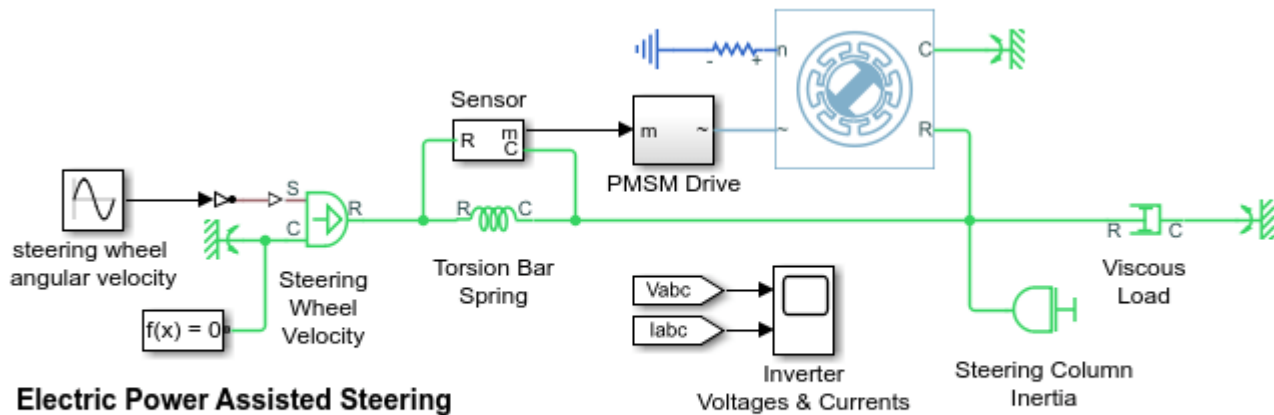 n
C
-
+
Sensor
R
m
C
m
~
~
R
PMSM Drive
S
R
C
R
C
R
C
steering wheel
angular velocity
Steering
Wheel
Velocity
Torsion Bar
Spring
Viscous
Load
f(x) = 0
Vabc
Iabc
Inverter
Voltages & Currents
Steering Column
Inertia
Electric Power Assisted Steering